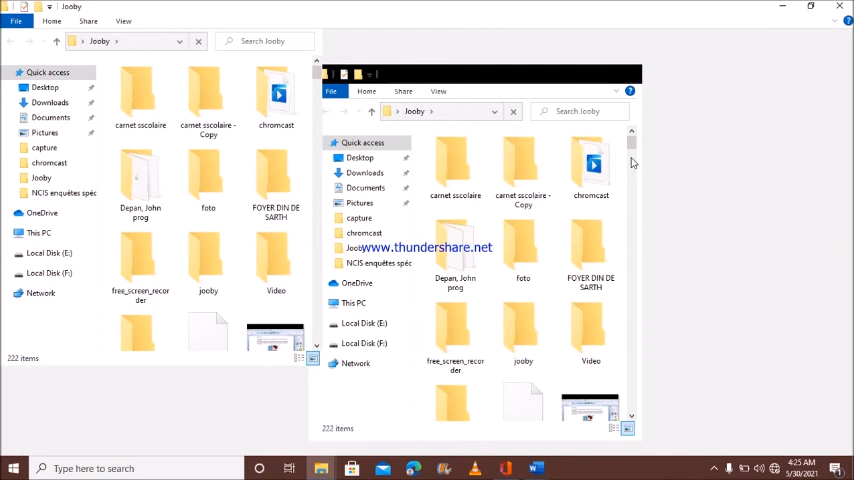 Jooby
File Home Share View
Jooby
Search Jooby
Quick access
Desktop
Downloads
Documents
Pictures
capture
chromcast
Jooby
NCIS enquêtes spéc
OneDrive
This PC
Local Disk (E:)
Local Disk (F:)
Network
carnet sscolaire
carnet sscolaire -
Copy
chromcast
Depan, John
prog
foto
FOYER DIN DE
SARTH
free_screen_reco
der
jooby
Video
222 items
File Home Share View
Jooby
Search Jooby
Quick access
Desktop
Downloads
Documents
Pictures
capture
chromcast
www.thundershare.net
NCIS enquêtes spéc
OneDrive
This PC
Local Disk (E:)
Local Disk (F:)
Network
carnet sscolaire
carnet sscolaire -
Copy
chromcast
Depan, John
prog
foto
FOYER DIN DE
SARTH
free_screen_recor
der
jooby
Video
222 items
Type here to search
4:25 AM
5/30/2021